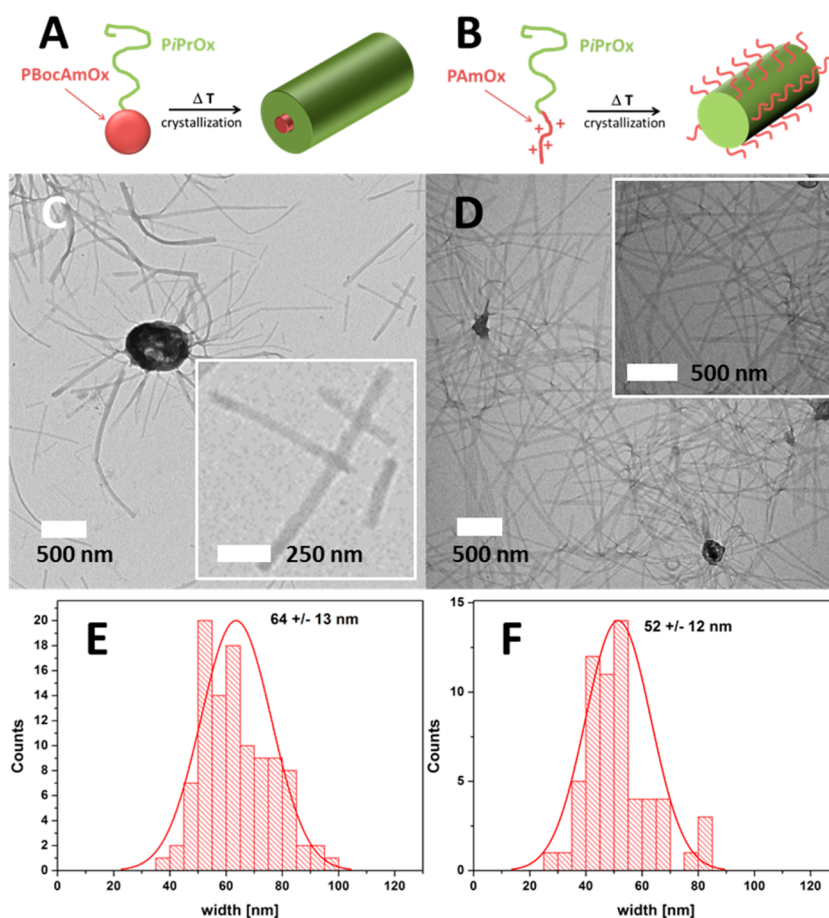 A
PiPrOx
PBocAmOx
Δ T
crystallization
B
PiPrOx
PAmOx
Δ T
crystallization
+
+
+
+
C
500 nm
250 nm
D
500 nm
500 nm
E
64 +/- 13 nm
Counts
20
18
16
14
12
10
8
6
4
2
0
0 20 40 60 80 100 120
width [nm]
F
52 +/- 12 nm
Counts
15
10
5
0
0 20 40 60 80 100 120
width [nm]